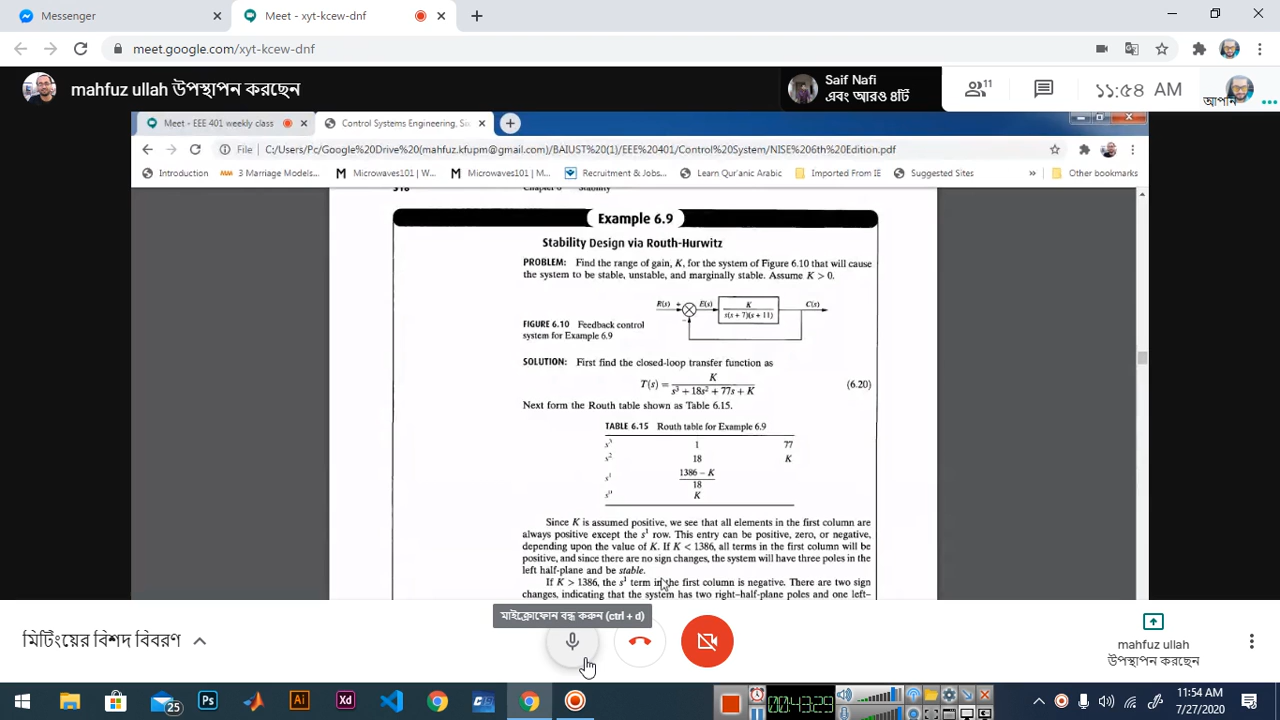 Messenger
Meet - xyt-kcew-dnf
meet.google.com/xyt-kcew-dnf
mahfuz ullah উপস্থাপন করছেন
Saif Nafi
এবং আরও ৪টি
11
১১:৫৪ AM
আপনি
Meet - EEE 401 weekly class
Control Systems Engineering, Six
File
C:/Users/Pc/Google%20Drive%20(mahfuz.kfupm@gmail.com)/BAIUST%20(1)/EEE%20401/Control%20System/NISE%206th%20Edition.pdf
Introduction
3 Marriage Models...
Microwaves101 | W...
Microwaves101 | M...
Recruitment & Jobs...
Learn Qur'anic Arabic
Imported From IE
Suggested Sites
»
Other bookmarks
318
Chapter 6 Stability
Example 6.9
Stability Design via Routh-Hurwitz
PROBLEM: Find the range of gain, K, for the system of Figure 6.10 that will cause
the system to be stable, unstable, and marginally stable. Assume K > 0.
R(s) + E(s) K C(s)
s(s + 7)(s + 11)
−
FIGURE 6.10 Feedback control
system for Example 6.9
SOLUTION: First find the closed-loop transfer function as
T(s) = K / (s³ + 18s² + 77s + K) (6.20)
Next form the Routh table shown as Table 6.15.
TABLE 6.15 Routh table for Example 6.9
s³ 1 77
s² 18 K
s¹ 1386 − K
18
s⁰ K
Since K is assumed positive, we see that all elements in the first column are
always positive except the s¹ row. This entry can be positive, zero, or negative,
depending upon the value of K. If K < 1386, all terms in the first column will be
positive, and since there are no sign changes, the system will have three poles in the
left half-plane and be stable.
If K > 1386, the s¹ term in the first column is negative. There are two sign
changes, indicating that the system has two right-half-plane poles and one left-
মাইক্রোফোন বন্ধ করুন (ctrl + d)
মিটিংয়ের বিশদ বিবরণ
mahfuz ullah
উপস্থাপন করছেন
25
Ps
Ai
Xd
00:43:29
11:54 AM
7/27/2020